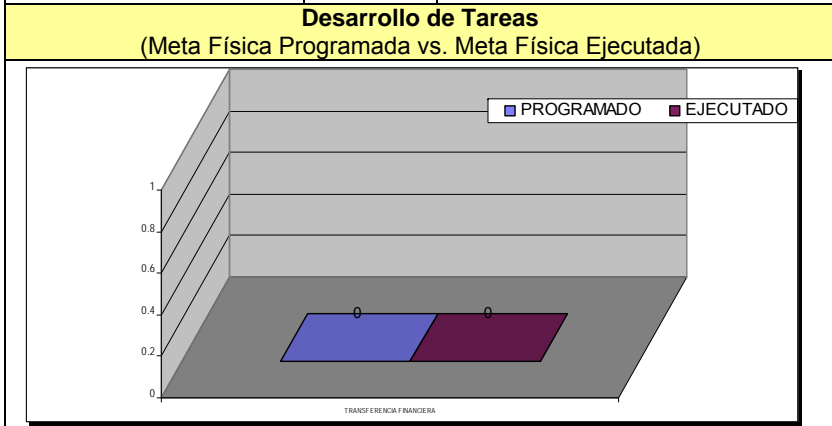 Desarrollo de Tareas
(Meta Física Programada vs. Meta Física Ejecutada)
PROGRAMADO EJECUTADO
1
0.8
0.6
0.4
0.2
0
0 0
TRANSFERENCIA FINANCIERA